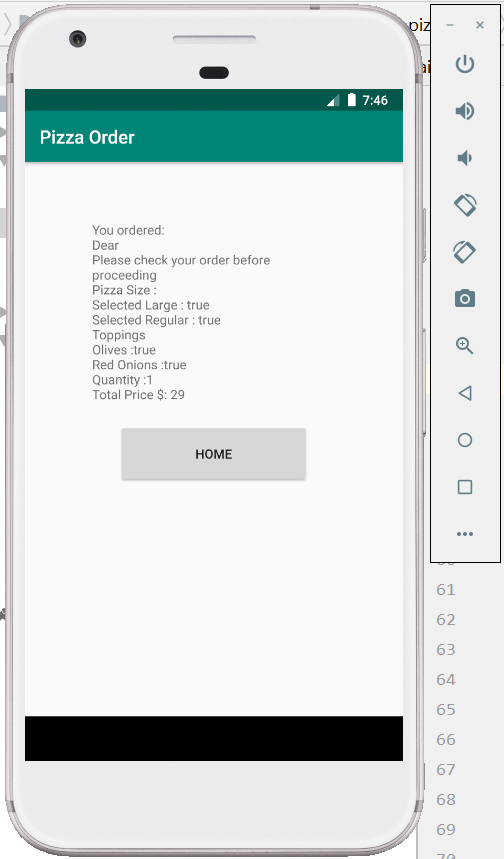 7:46
Pizza Order
You ordered:
Dear
Please check your order before
proceeding
Pizza Size :
Selected Large : true
Selected Regular : true
Toppings
Olives :true
Red Onions :true
Quantity :1
Total Price $: 29
HOME
piz
61
62
63
64
65
66
67
68
69